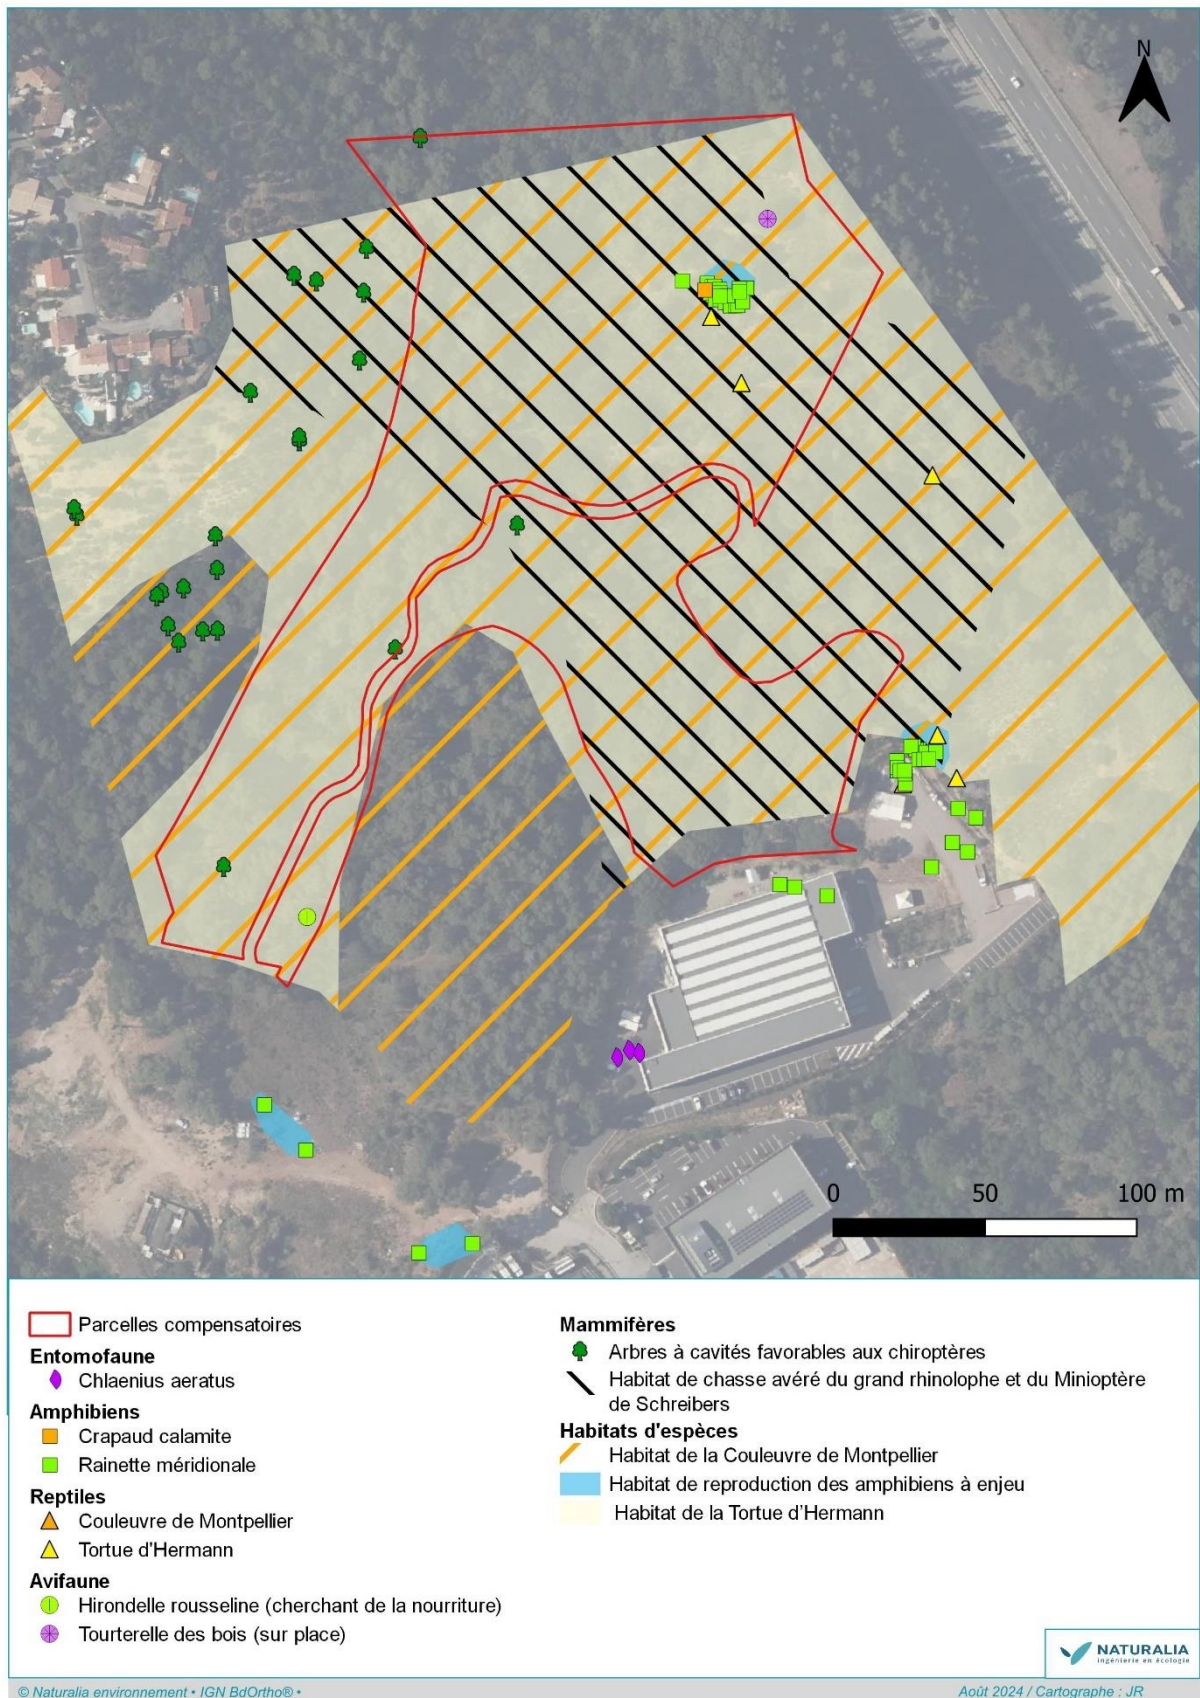 N
0 50 100 m
Parcelles compensatoires
Entomofaune
Chlaenius aeratus
Amphibiens
Crapaud calamite
Rainette méridionale
Reptiles
Couleuvre de Montpellier
Tortue d'Hermann
Avifaune
Hirondelle rousseline (cherchant de la nourriture)
Tourterelle des bois (sur place)
Mammifères
Arbres à cavités favorables aux chiroptères
Habitat de chasse avéré du grand rhinolophe et du Minioptère
de Schreibers
Habitats d'espèces
Habitat de la Couleuvre de Montpellier
Habitat de reproduction des amphibiens à enjeu
Habitat de la Tortue d’Hermann
NATURALIA
ingénierie en écologie
© Naturalia environnement • IGN BdOrtho® •
Août 2024 / Cartographe : JR